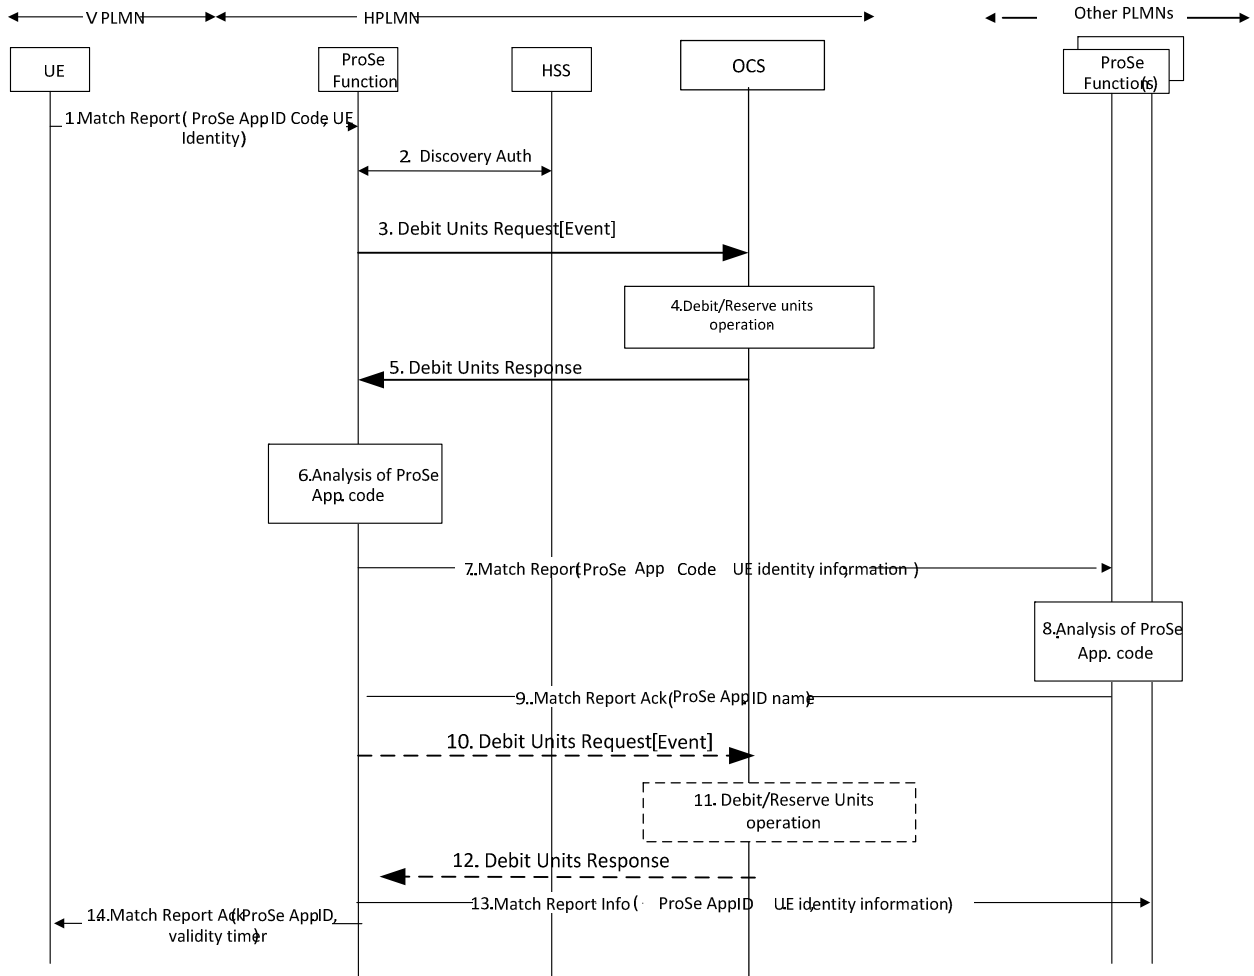 V PLMN
HPLMN
Other PLMNs
UE
ProSe
Function
HSS
OCS
ProSe
Function(s)
1.Match Report ( ProSe App ID Code, UE
Identity)
2. Discovery Auth
3. Debit Units Request[Event]
4.Debit/Reserve units
operation.
5. Debit Units Response
6.Analysis of ProSe
App. code
7..Match Report (ProSe App Code UE identity information )
8.Analysis of ProSe
App. code
9..Match Report Ack (ProSe App. ID name)
10. Debit Units Request[Event]
11. Debit/Reserve Units
operation
12. Debit Units Response
13.Match Report Info ( ProSe AppID UE, identity information)
14.Match Report Ack (ProSe AppID,
validity timer)